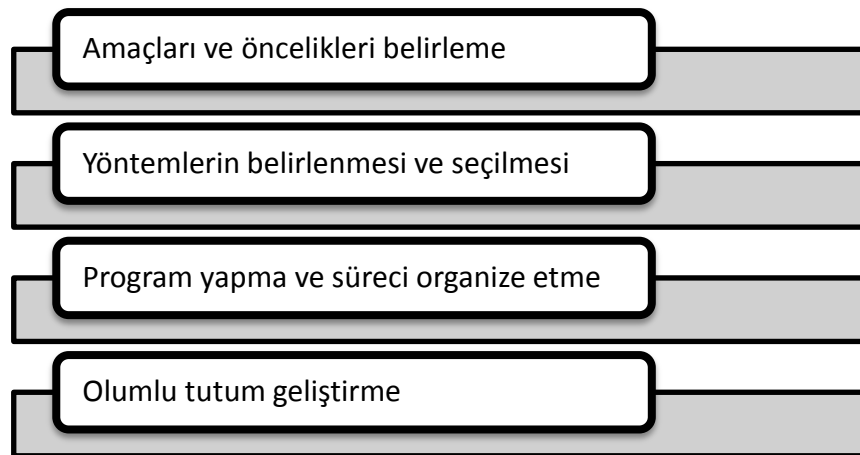 Amaçları ve öncelikleri belirleme
Yöntemlerin belirlenmesi ve seçilmesi
Program yapma ve süreci organize etme
Olumlu tutum geliştirme